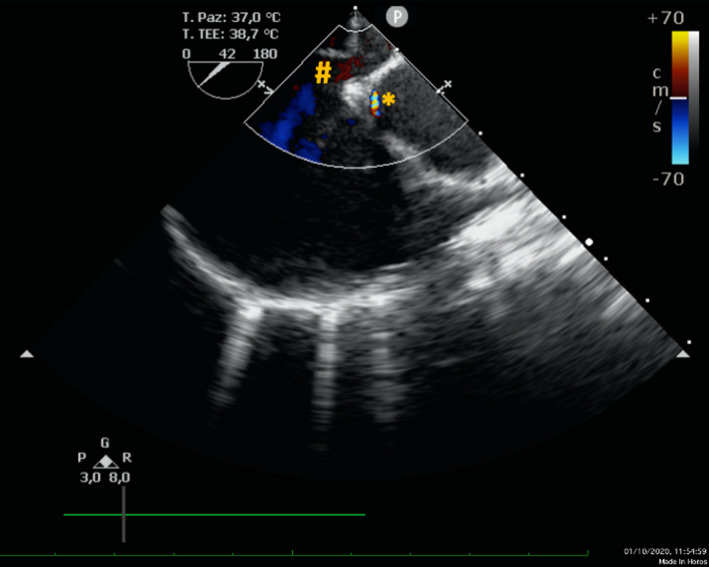 T. Paz: 37,0 °C
T. TEE: 38,7 °C
0 42 180
P
+70
c
m
/
s
-70
#
*
G
P R
3,0 8,0
01/10/2020, 11:54:59
Made In Horos